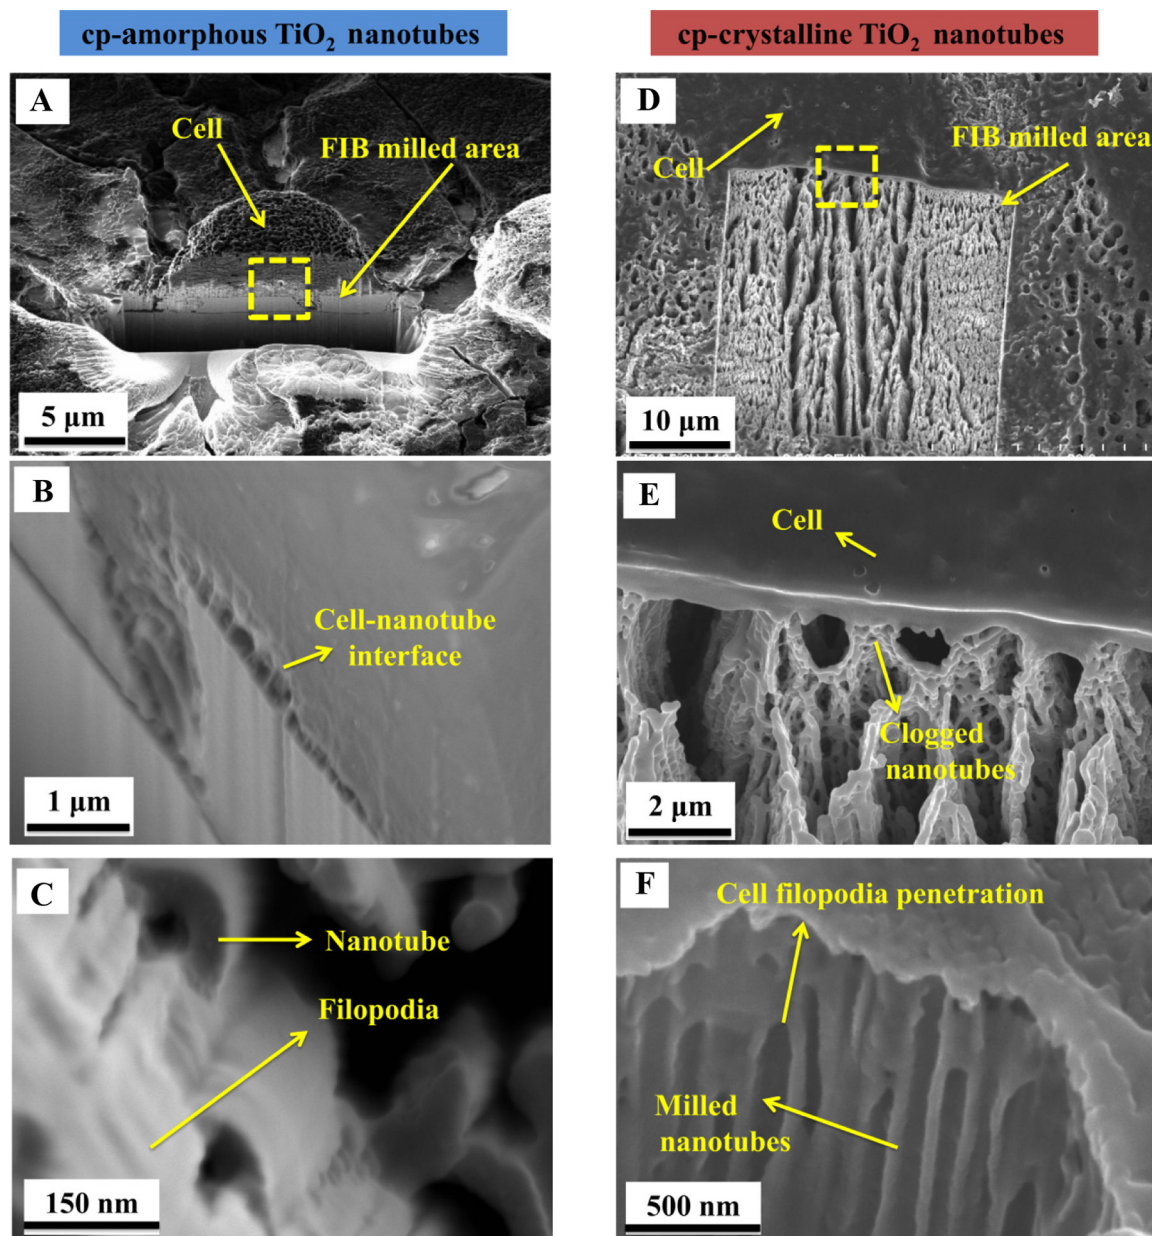 cp-amorphous TiO₂ nanotubes
cp-crystalline TiO₂ nanotubes
A
Cell
FIB milled area
5 μm
D
Cell
FIB milled area
10 μm
B
Cell-nanotube
interface
1 μm
E
Cell
Clogged
nanotubes
2 μm
C
Nanotube
Filopodia
150 nm
F
Cell filopodia penetration
Milled
nanotubes
500 nm